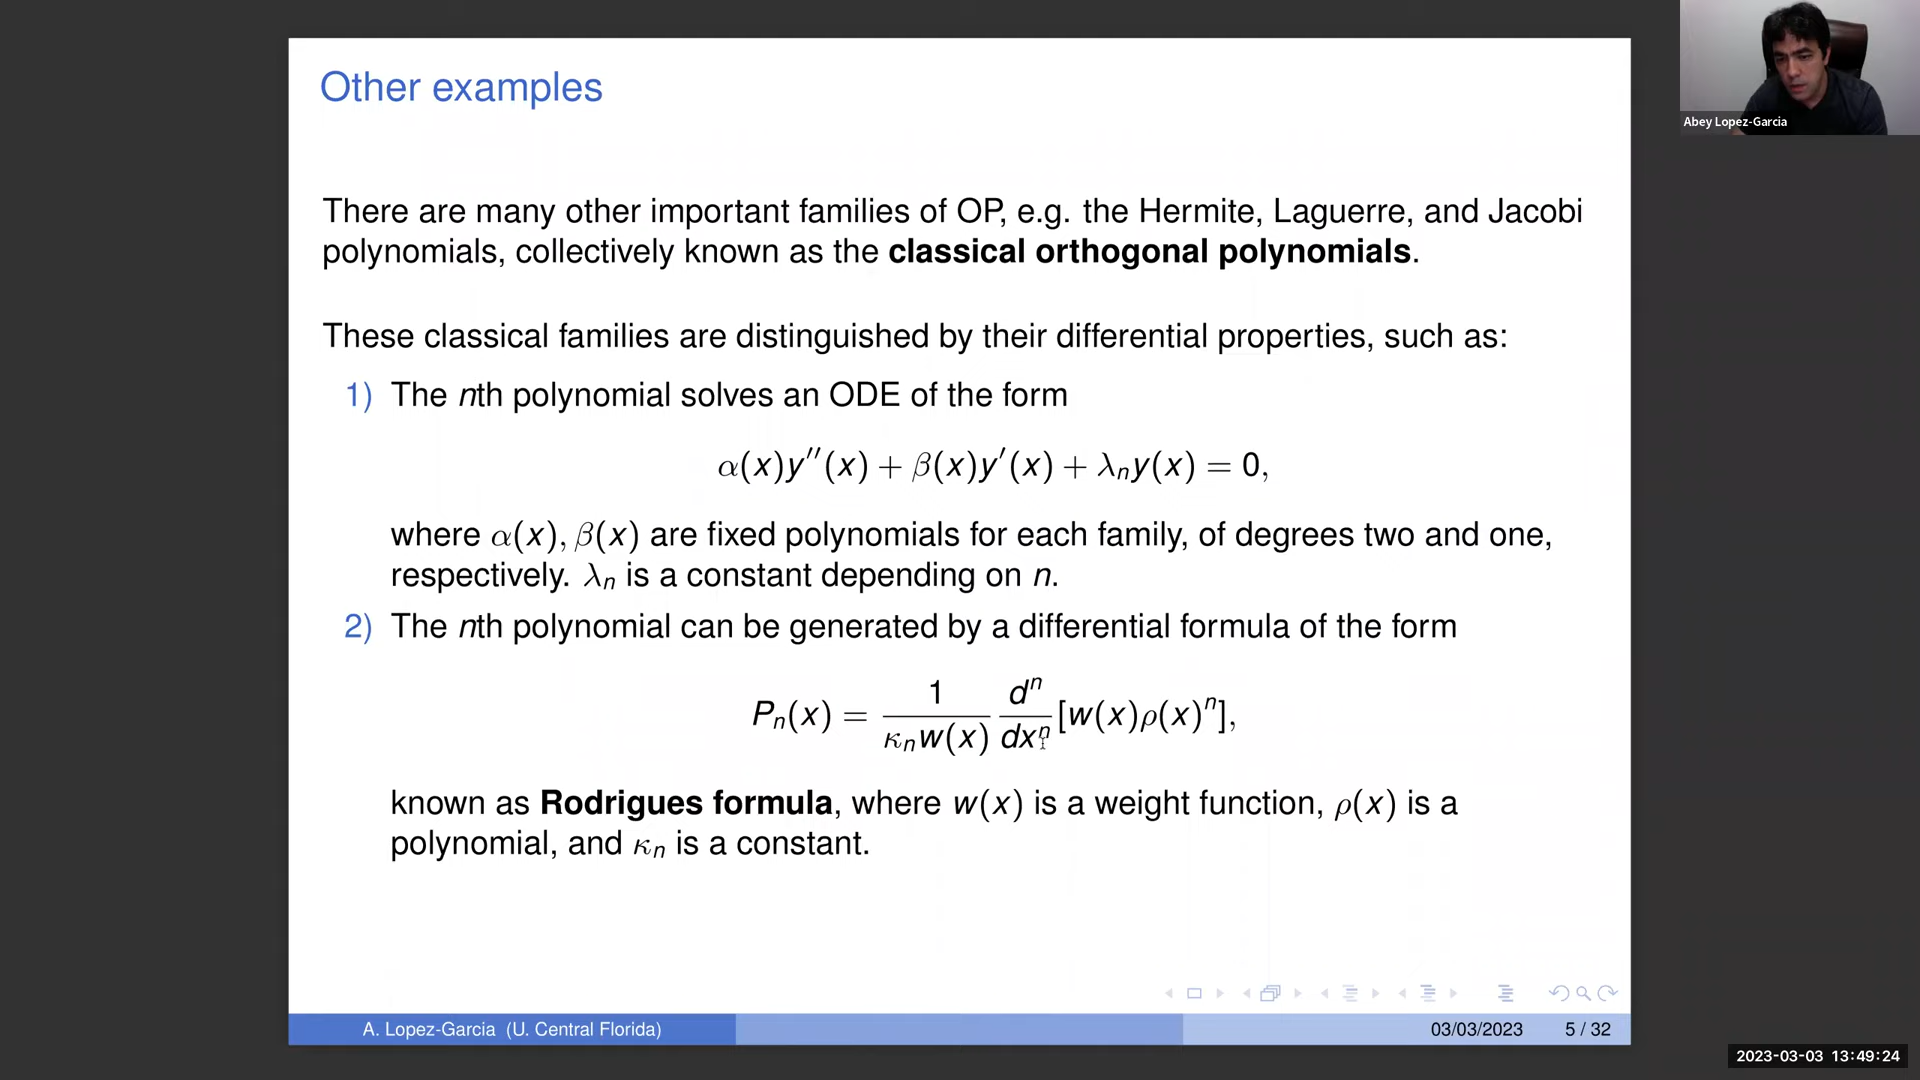 Other examples
Abey Lopez-Garcia
There are many other important families of OP, e.g. the Hermite, Laguerre, and Jacobi
polynomials, collectively known as the classical orthogonal polynomials.
These classical families are distinguished by their differential properties, such as:
1) The nth polynomial solves an ODE of the form
α(x)y′′(x) + β(x)y′(x) + λₙy(x) = 0,
where α(x), β(x) are fixed polynomials for each family, of degrees two and one,
respectively. λₙ is a constant depending on n.
2) The nth polynomial can be generated by a differential formula of the form
Pₙ(x) = 1/(κₙw(x)) dⁿ/dxⁿ [w(x)ρ(x)ⁿ],
known as Rodrigues formula, where w(x) is a weight function, ρ(x) is a
polynomial, and κₙ is a constant.
A. Lopez-Garcia (U. Central Florida)
03/03/2023 5 / 32
2023-03-03 13:49:24